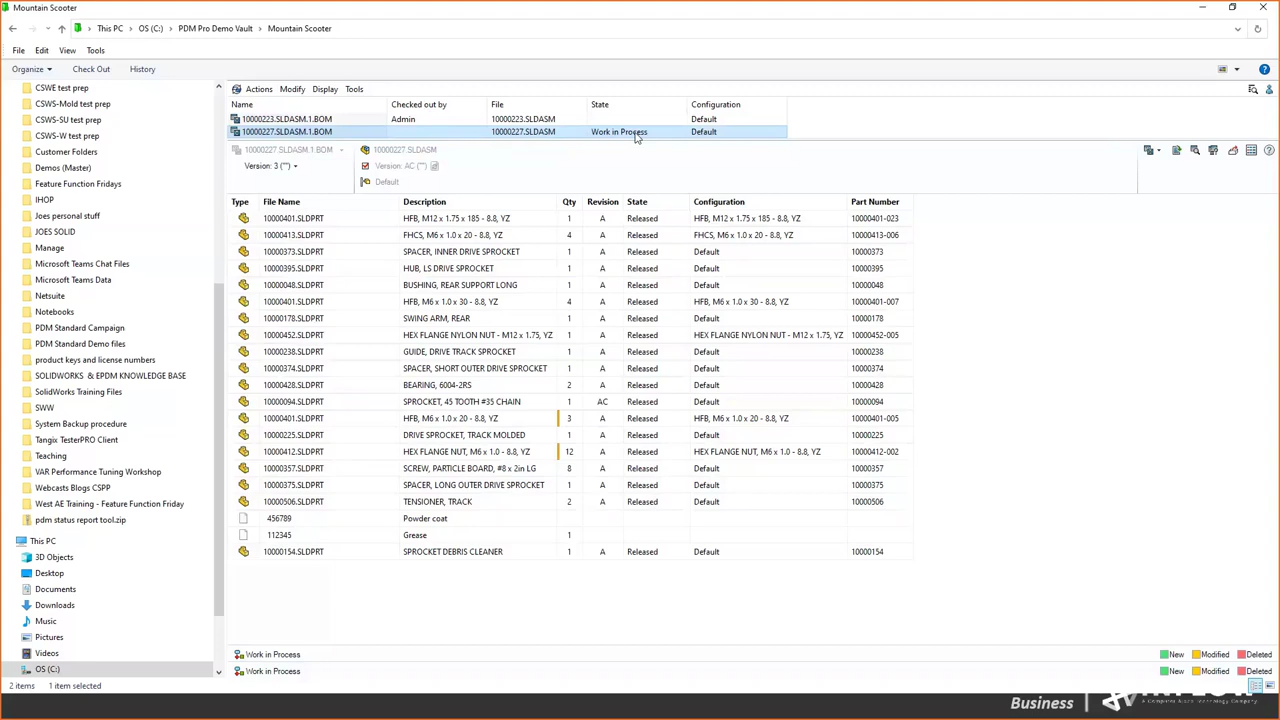 Mountain Scooter
This PC > OS (C:) > PDM Pro Demo Vault > Mountain Scooter
File Edit View Tools
Organize Check Out History
CSWE test prep
CSWS-Mold test prep
CSWS-SU test prep
CSWS-W test prep
Customer Folders
Demos (Master)
Feature Function Fridays
IHOP
Joes personal stuff
JOES SOLID
Manage
Microsoft Teams Chat Files
Microsoft Teams Data
Netsuite
Notebooks
PDM Standard Campaign
PDM Standard Demo files
product keys and license numbers
SOLIDWORKS & EPDM KNOWLEDGE BASE
SolidWorks Training Files
SWW
System Backup procedure
Tangix TesterPRO Client
Teaching
VAR Performance Tuning Workshop
Webcasts Blogs CSPP
West AE Training - Feature Function Friday
pdm status report tool.zip
This PC
3D Objects
Desktop
Documents
Downloads
Music
Pictures
Videos
OS (C:)
2 items 1 item selected
Actions Modify Display Tools
Name Checked out by File State Configuration
10000223.SLDASM.1.BOM Admin 10000223.SLDASM Default
10000227.SLDASM.1.BOM 10000227.SLDASM Work in Process Default
10000227.SLDASM.1.BOM 10000227.SLDASM
Version: 3 ("") Version: AC ("")
Default
Type File Name Description Qty Revision State Configuration Part Number
10000401.SLDPRT HFB, M12 x 1.75 x 185 - 8.8, YZ 1 A Released HFB, M12 x 1.75 x 185 - 8.8, YZ 10000401-023
10000413.SLDPRT FHCS, M6 x 1.0 x 20 - 8.8, YZ 4 A Released FHCS, M6 x 1.0 x 20 - 8.8, YZ 10000413-006
10000373.SLDPRT SPACER, INNER DRIVE SPROCKET 1 A Released Default 10000373
10000395.SLDPRT HUB, LS DRIVE SPROCKET 1 A Released Default 10000395
10000048.SLDPRT BUSHING, REAR SUPPORT LONG 1 A Released Default 10000048
10000401.SLDPRT HFB, M6 x 1.0 x 30 - 8.8, YZ 4 A Released HFB, M6 x 1.0 x 30 - 8.8, YZ 10000401-007
10000178.SLDPRT SWING ARM, REAR 1 A Released Default 10000178
10000452.SLDPRT HEX FLANGE NYLON NUT - M12 x 1.75, YZ 1 A Released HEX FLANGE NYLON NUT - M12 x 1.75, YZ 10000452-005
10000238.SLDPRT GUIDE, DRIVE TRACK SPROCKET 1 A Released Default 10000238
10000374.SLDPRT SPACER, SHORT OUTER DRIVE SPROCKET 1 A Released Default 10000374
10000428.SLDPRT BEARING, 6004-2RS 2 A Released Default 10000428
10000094.SLDPRT SPROCKET, 45 TOOTH #35 CHAIN 1 AC Released Default 10000094
10000401.SLDPRT HFB, M6 x 1.0 x 20 - 8.8, YZ 3 A Released HFB, M6 x 1.0 x 20 - 8.8, YZ 10000401-005
10000225.SLDPRT DRIVE SPROCKET, TRACK MOLDED 1 A Released Default 10000225
10000412.SLDPRT HEX FLANGE NUT, M6 x 1.0 - 8.8, YZ 12 A Released HEX FLANGE NUT, M6 x 1.0 - 8.8, YZ 10000412-002
10000357.SLDPRT SCREW, PARTICLE BOARD, #8 x 2in LG 8 A Released Default 10000357
10000375.SLDPRT SPACER, LONG OUTER DRIVE SPROCKET 1 A Released Default 10000375
10000506.SLDPRT TENSIONER, TRACK 2 A Released Default 10000506
456789 Powder coat
112345 Grease 1
10000154.SLDPRT SPROCKET DEBRIS CLEANER 1 A Released Default 10000154
Work in Process New Modified Deleted
Work in Process New Modified Deleted
Business